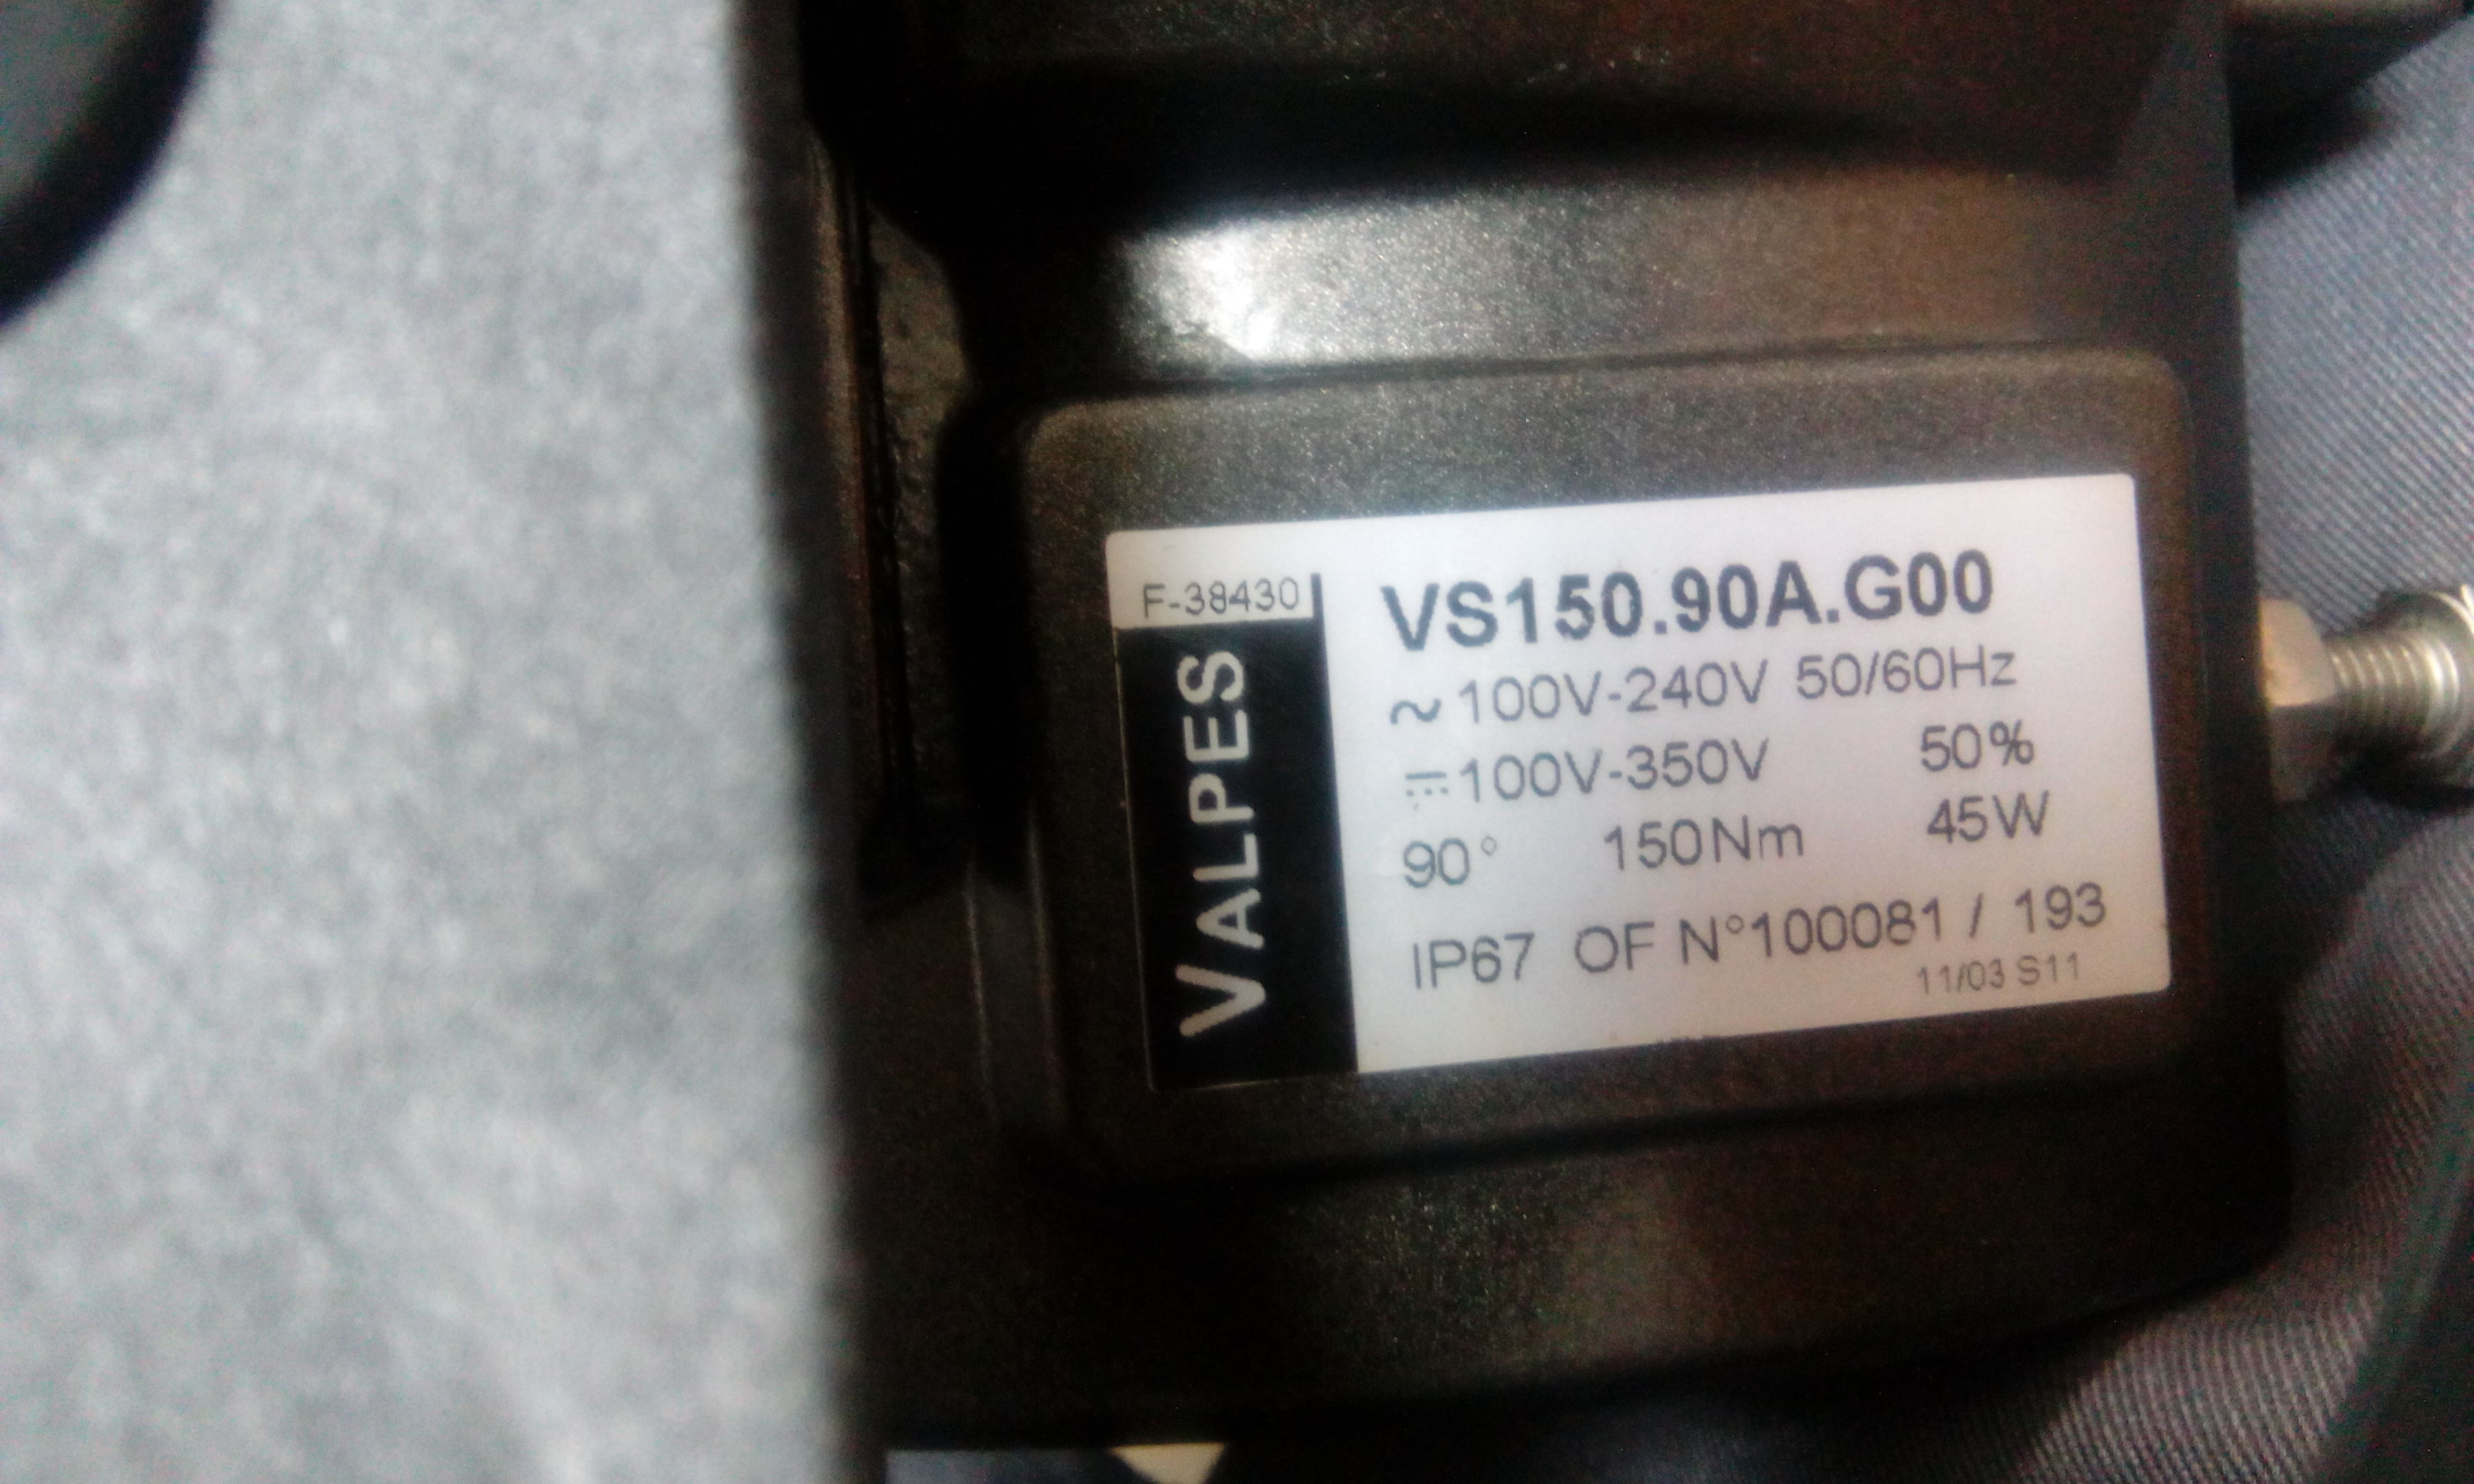 F-38430
VALPES
VS150.90A.G00
~100V-240V 50/60Hz
⎓100V-350V 50%
90° 150Nm 45W
IP67 OF N°100081 / 193
11/03 S11